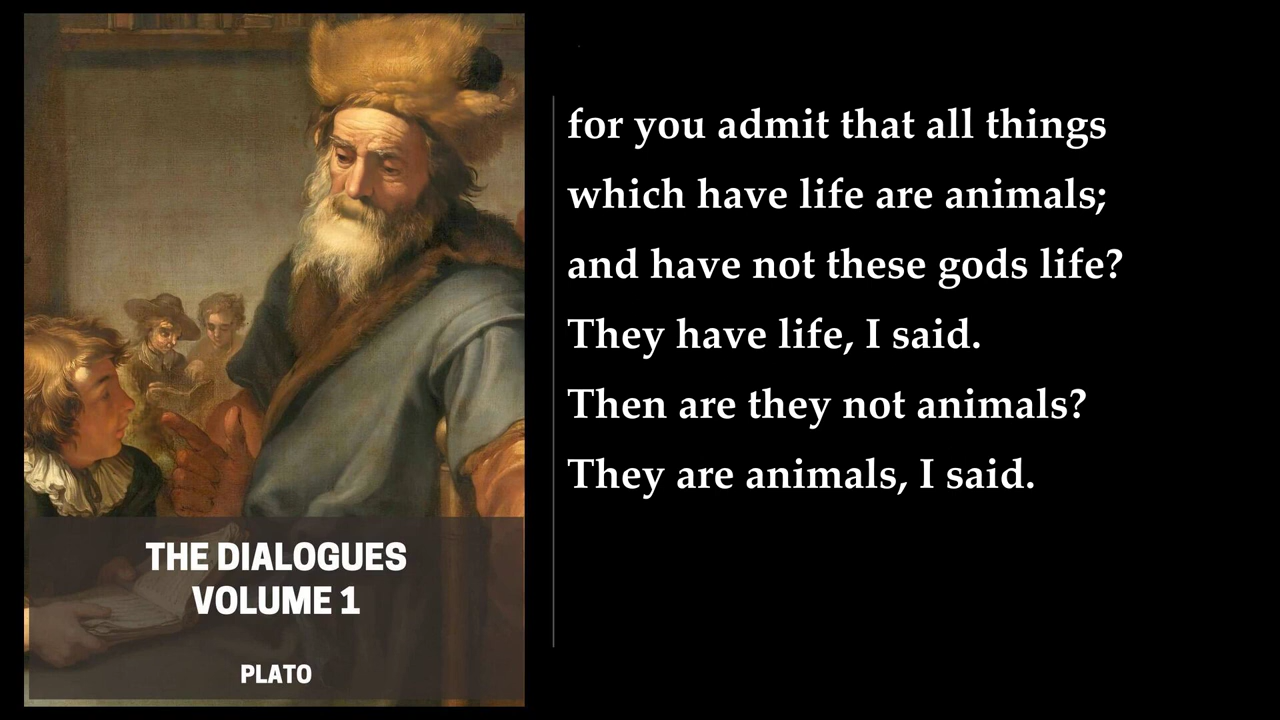 THE DIALOGUES
VOLUME 1
PLATO
for you admit that all things
which have life are animals;
and have not these gods life?
They have life, I said.
Then are they not animals?
They are animals, I said.